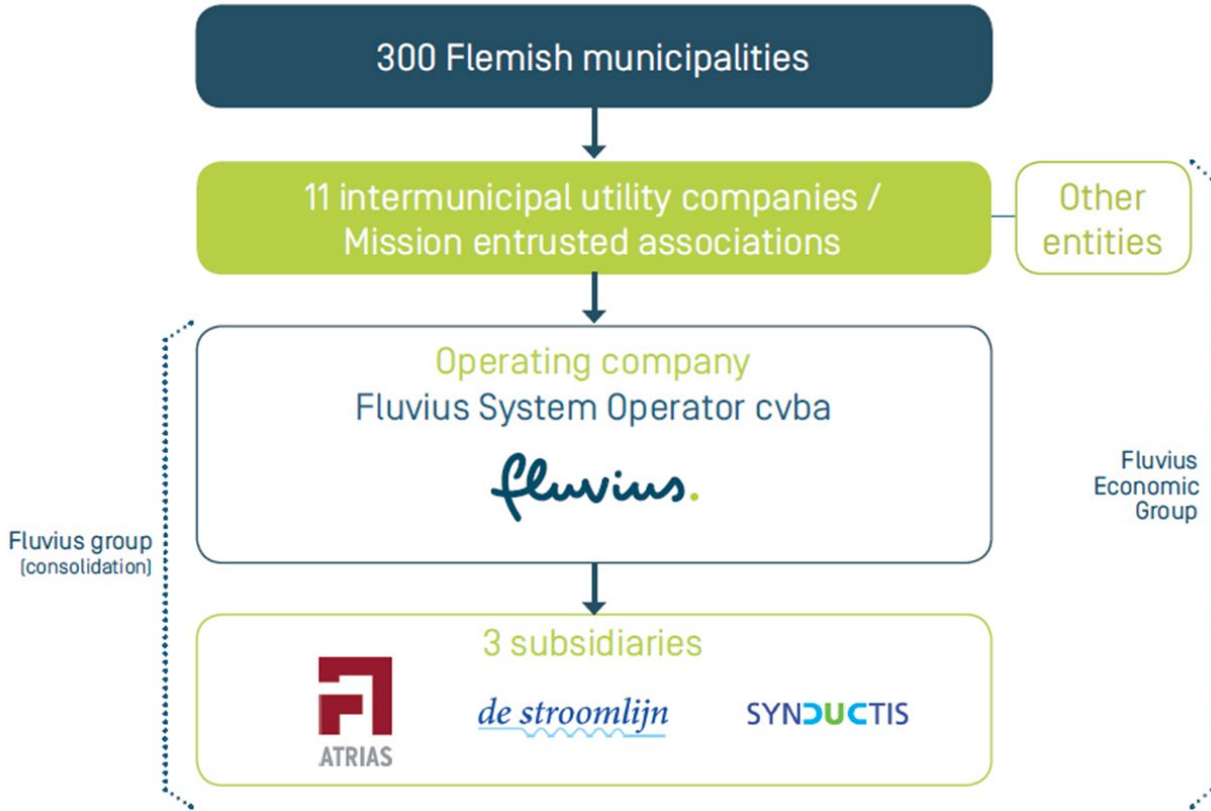 300 Flemish municipalities
11 intermunicipal utility companies /
Mission entrusted associations
Other
entities
Operating company
Fluvius System Operator cvba
fluvius.
Fluvius
Economic
Group
Fluvius group
(consolidation)
3 subsidiaries
ATRIAS
de stroomlijn
SYNDUCTIS